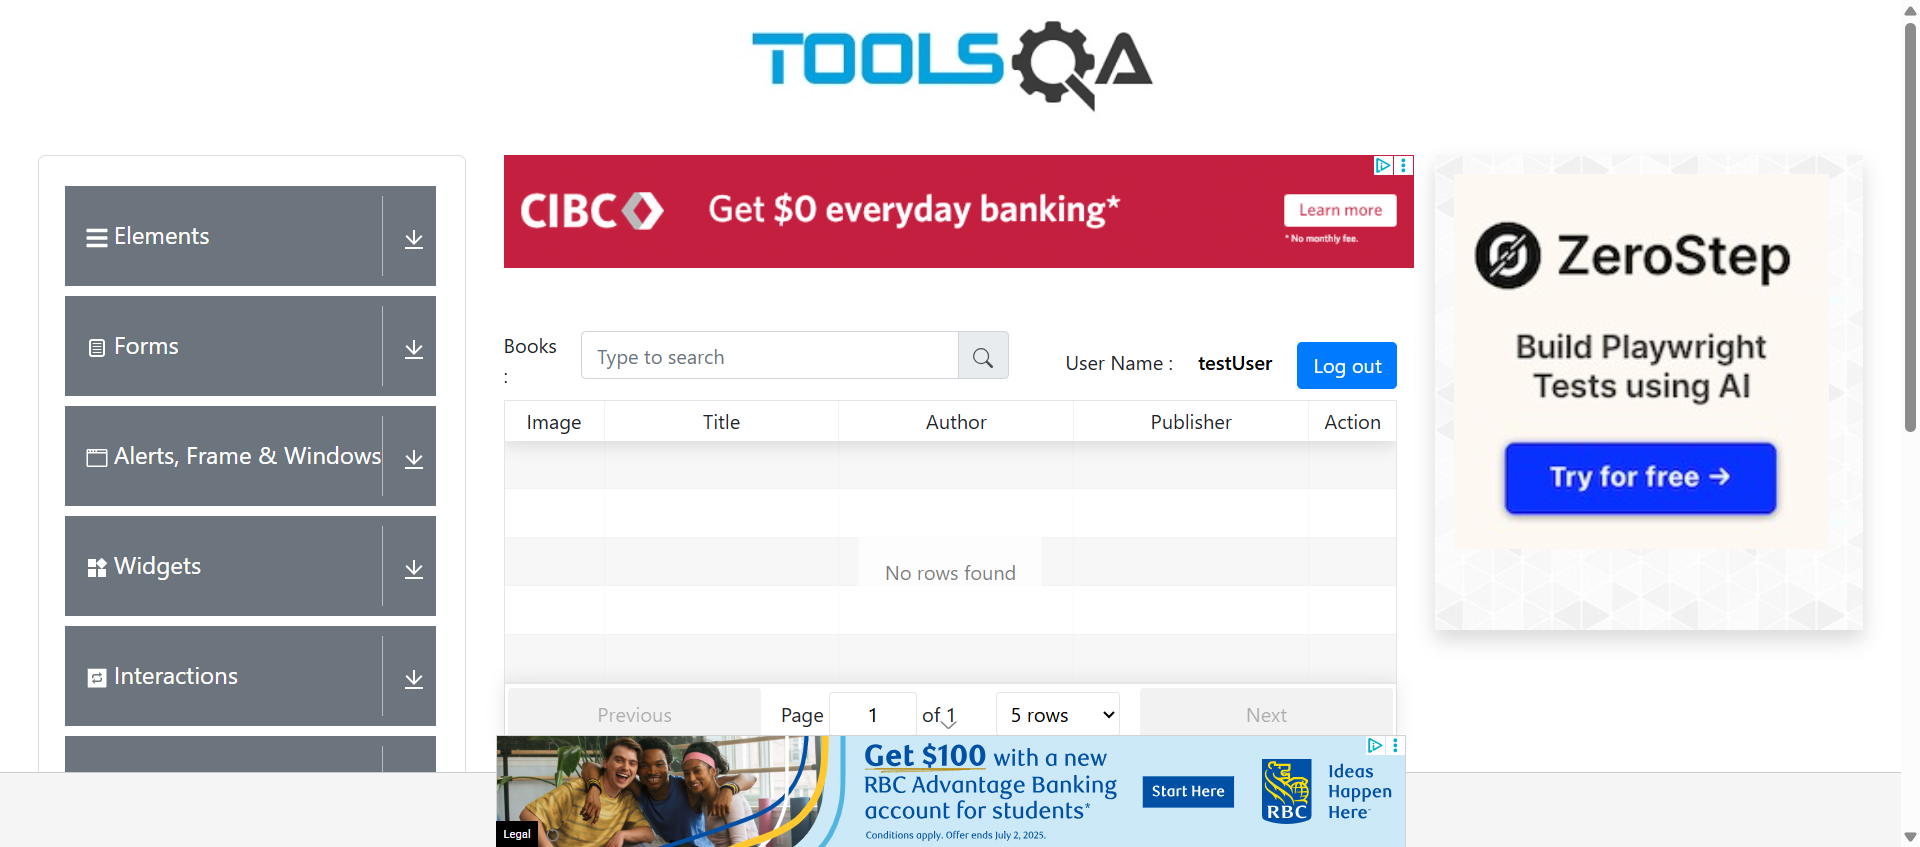 TOOLSQA
Elements
Forms
Alerts, Frame & Windows
Widgets
Interactions
CIBC
Get $0 everyday banking*
Learn more
* No monthly fee.
Books
:
Type to search
User Name :
testUser
Log out
Image
Title
Author
Publisher
Action
No rows found
Previous
Page
1
of 1
5 rows
Next
Get $100 with a new
RBC Advantage Banking
account for students*
Conditions apply. Offer ends July 2, 2025.
Legal
Start Here
RBC
Ideas
Happen
Here
ZeroStep
Build Playwright
Tests using AI
Try for free →